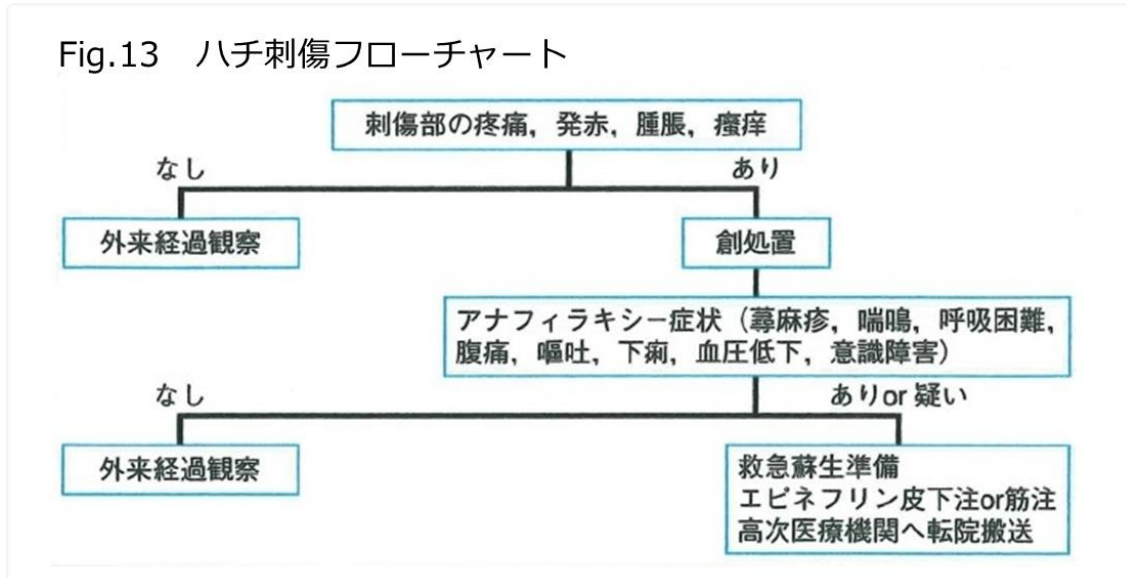 Fig.13　ハチ刺傷フローチャート
刺傷部の疼痛，発赤，腫脹，瘙痒
なし
あり
外来経過観察
創処置
アナフィラキシー症状（蕁麻疹，喘鳴，呼吸困難，
腹痛，嘔吐，下痢，血圧低下，意識障害）
なし
ありor 疑い
外来経過観察
救急蘇生準備
エピネフリン皮下注or筋注
高次医療機関へ転院搬送